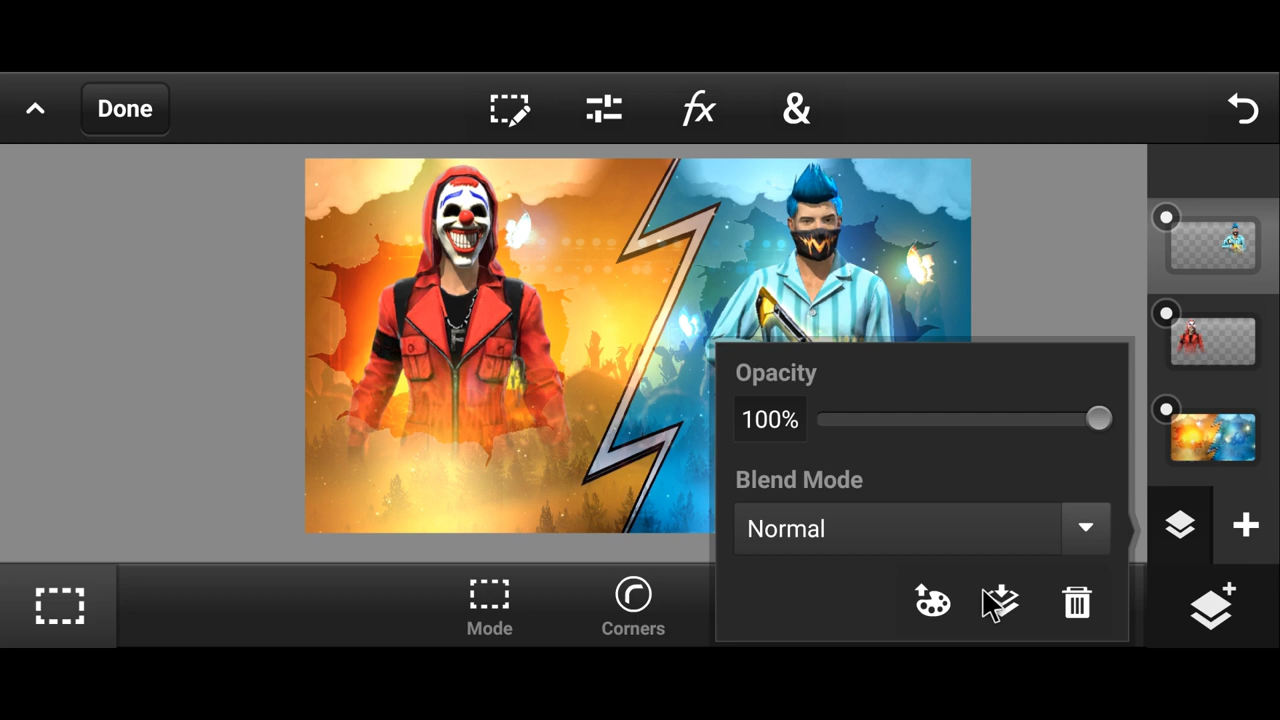 Done
fx
&
Opacity
100%
Blend Mode
Normal
Mode
Corners